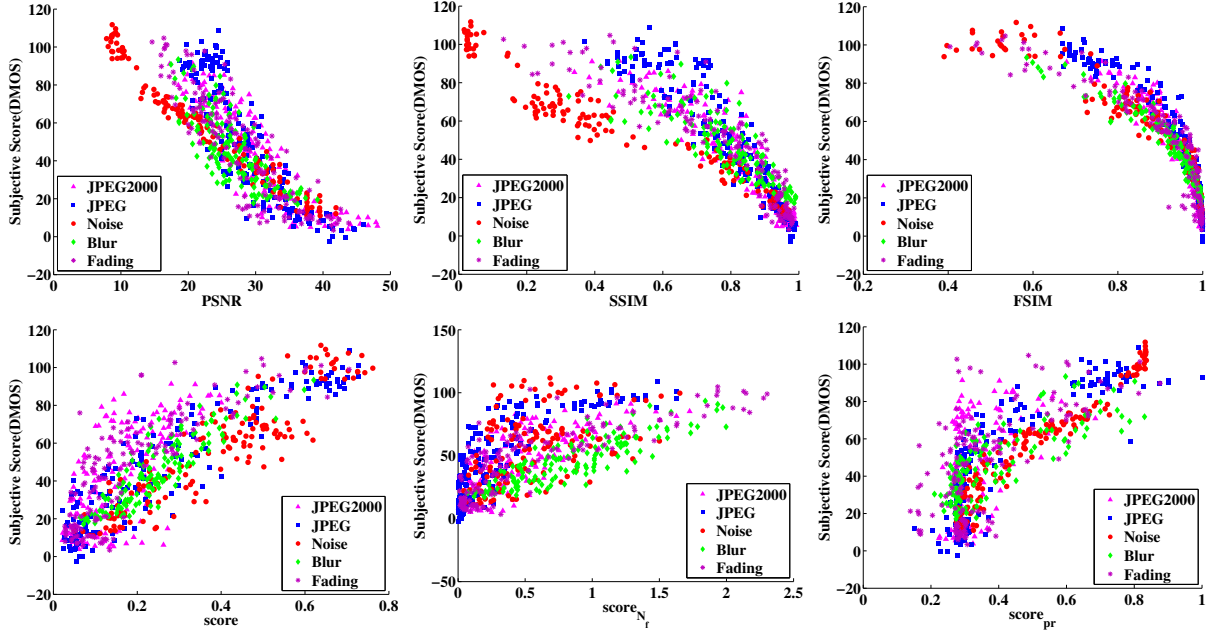 120
100
80
60
40
20
0
−20
Subjective Score(DMOS)
JPEG2000
JPEG
Noise
Blur
Fading
0
10
20
30
40
50
PSNR
120
100
80
60
40
20
0
−20
Subjective Score(DMOS)
JPEG2000
JPEG
Noise
Blur
Fading
0
0.2
0.4
0.6
0.8
1
SSIM
120
100
80
60
40
20
0
−20
Subjective Score(DMOS)
JPEG2000
JPEG
Noise
Blur
Fading
0.2
0.4
0.6
0.8
1
FSIM
120
100
80
60
40
20
0
−20
Subjective Score(DMOS)
JPEG2000
JPEG
Noise
Blur
Fading
0
0.2
0.4
0.6
0.8
score
150
100
50
0
−50
Subjective Score(DMOS)
JPEG2000
JPEG
Noise
Blur
Fading
0
0.5
1
1.5
2
2.5
score_N_f
120
100
80
60
40
20
0
−20
Subjective Score(DMOS)
JPEG2000
JPEG
Noise
Blur
Fading
0
0.2
0.4
0.6
0.8
1
score_pr